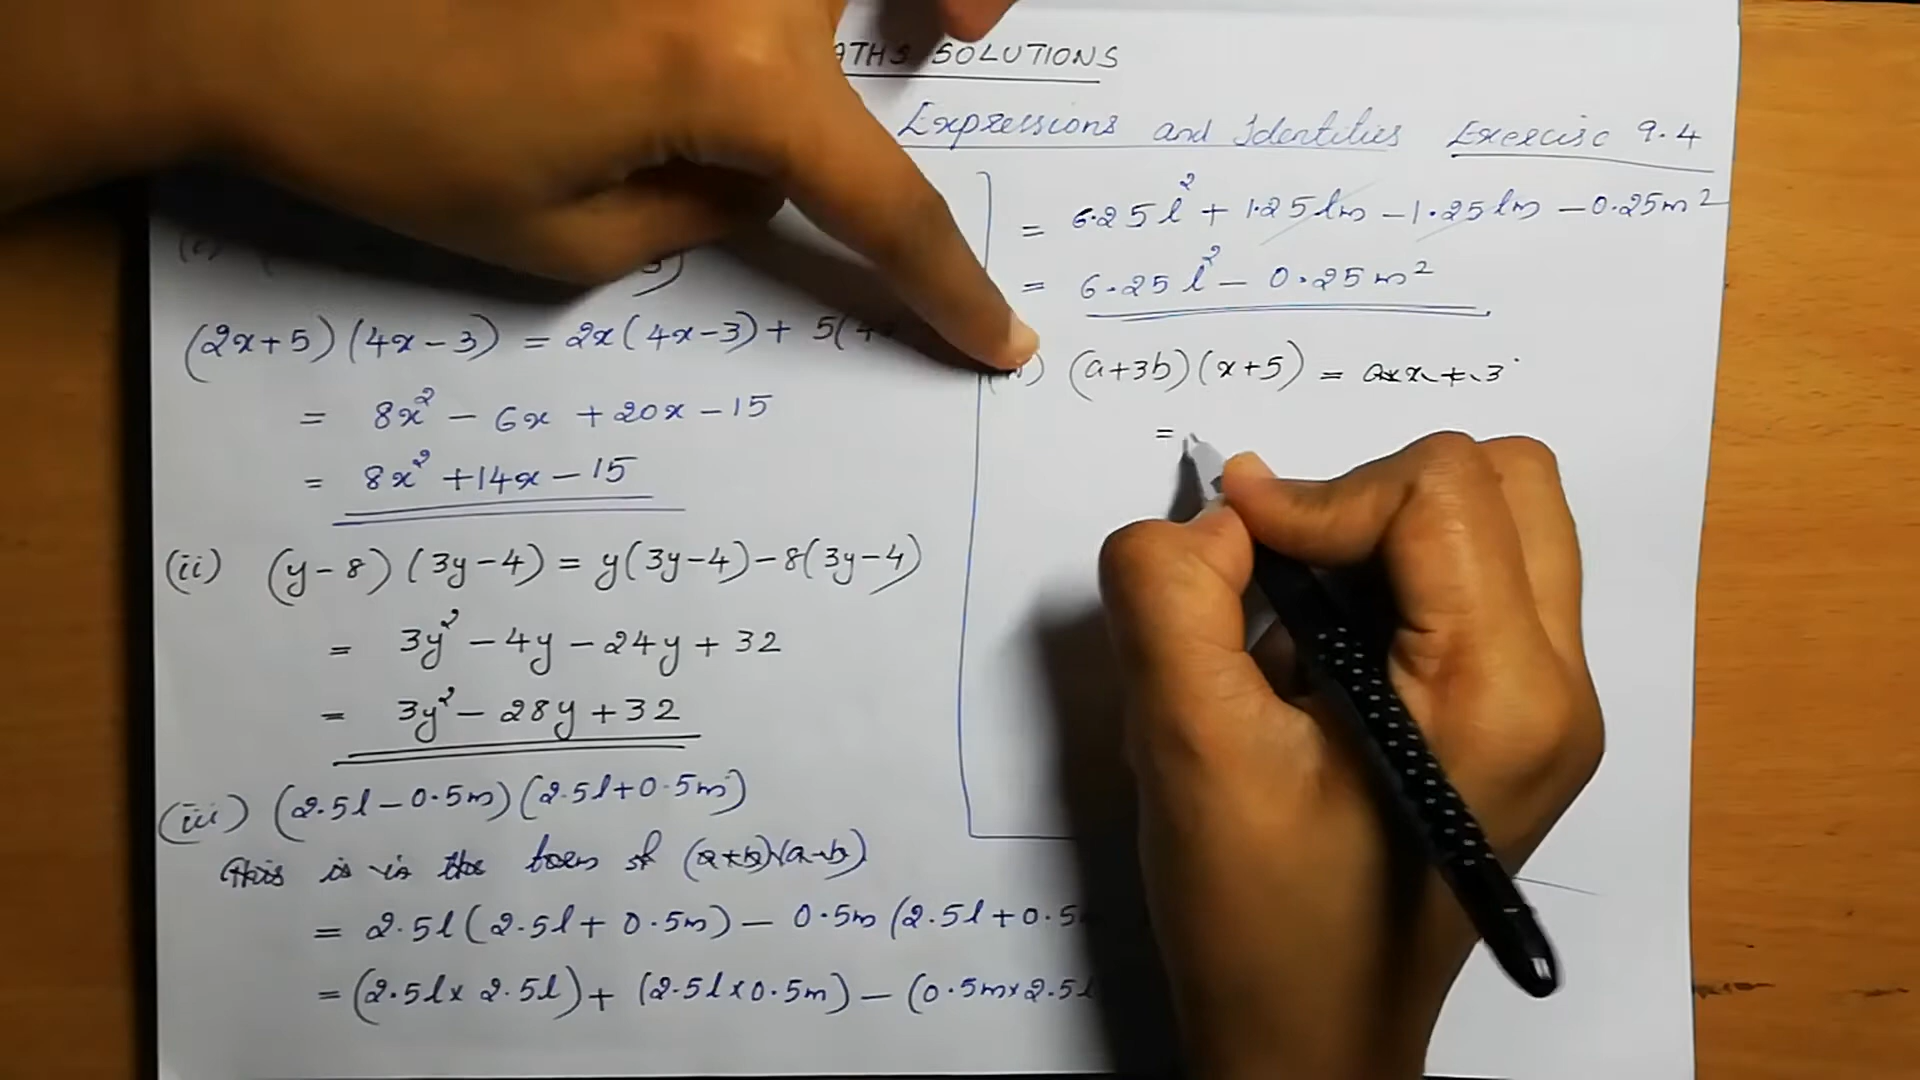 MATHS SOLUTIONS
Expressions and Identities Exercise 9.4
(2x+5)(4x-3) = 2x(4x-3)+ 5(4x
= 8x² - 6x + 20x - 15
= 8x² +14x - 15
(ii) (y-8)(3y-4) = y(3y-4)-8(3y-4)
= 3y² - 4y - 24y + 32
= 3y² - 28y + 32
(iii) (2.5l-0.5m)(2.5l+0.5m)
This is in the form of (a+b)(a-b)
= 2.5l(2.5l+ 0.5m) - 0.5m (2.5l+0.5
= (2.5l× 2.5l)+ (2.5l×0.5m) - (0.5m×2.5l
= 6.25l² + 1.25lm - 1.25lm - 0.25m²
= 6.25l² - 0.25m²
(a+3b)(x+5) =
=